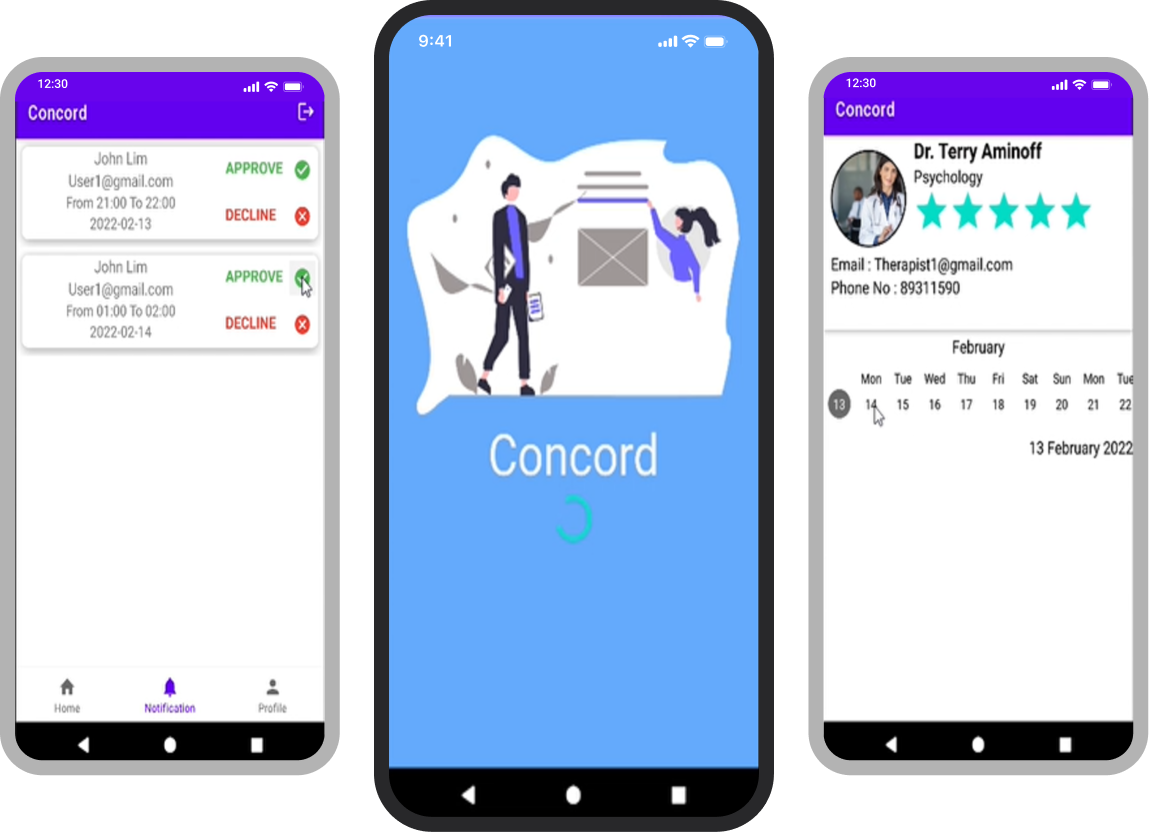 12:30
Concord
John Lim
User1@gmail.com
From 21:00 To 22:00
2022-02-13
APPROVE
DECLINE
John Lim
User1@gmail.com
From 01:00 To 02:00
2022-02-14
APPROVE
DECLINE
Home Notification Profile
9:41
Concord
12:30
Concord
Dr. Terry Aminoff
Psychology
Email : Therapist1@gmail.com
Phone No : 89311590
February
Mon Tue Wed Thu Fri Sat Sun Mon Tue
13 14 15 16 17 18 19 20 21 22
13 February 2022